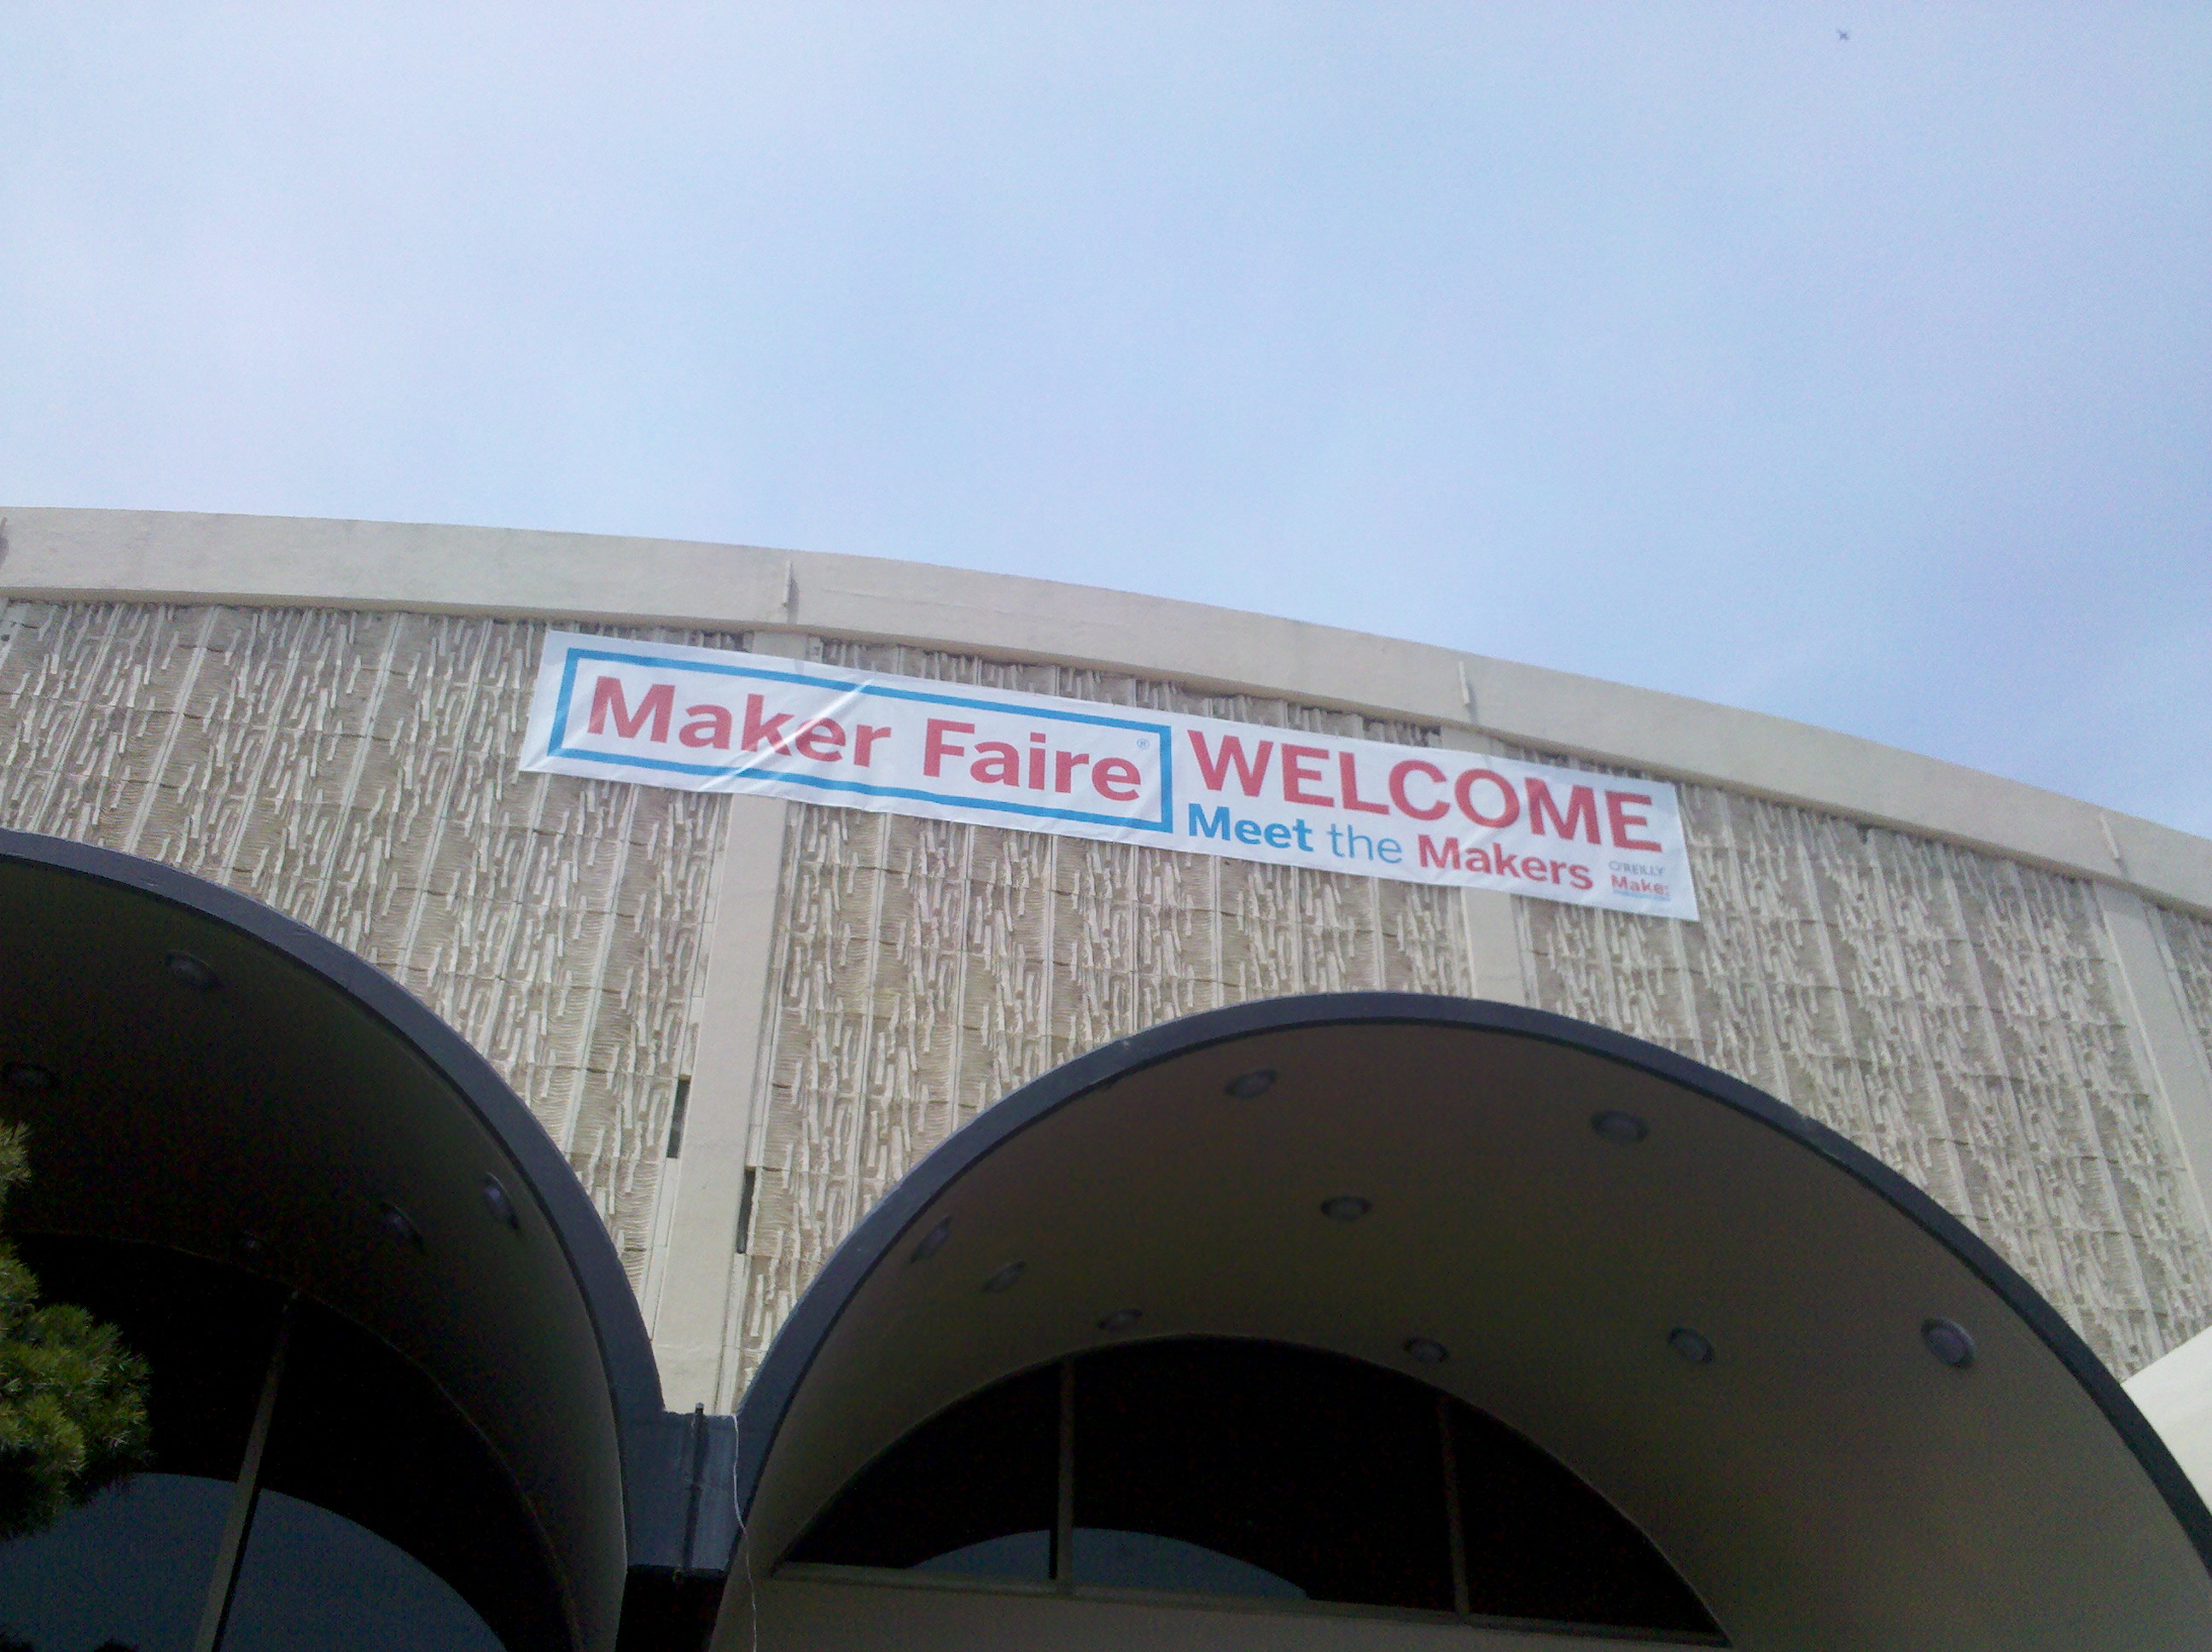 Maker Faire®
WELCOME
Meet the Makers
O'REILLY
Make: